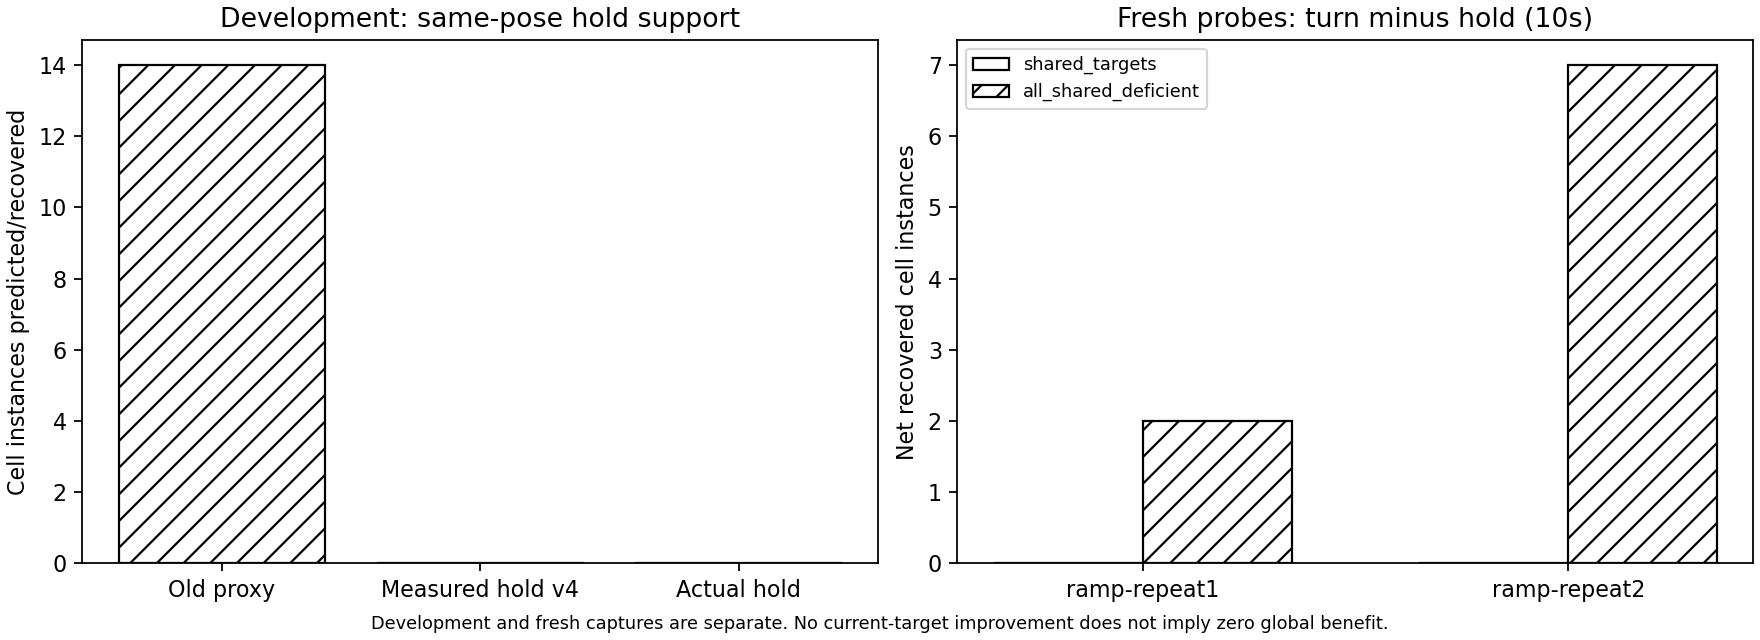 Development: same-pose hold support
Cell instances predicted/recovered
14
12
10
8
6
4
2
0
Old proxy
Measured hold v4
Actual hold
Fresh probes: turn minus hold (10s)
Net recovered cell instances
shared_targets
all_shared_deficient
7
6
5
4
3
2
1
0
ramp-repeat1
ramp-repeat2
Development and fresh captures are separate. No current-target improvement does not imply zero global benefit.